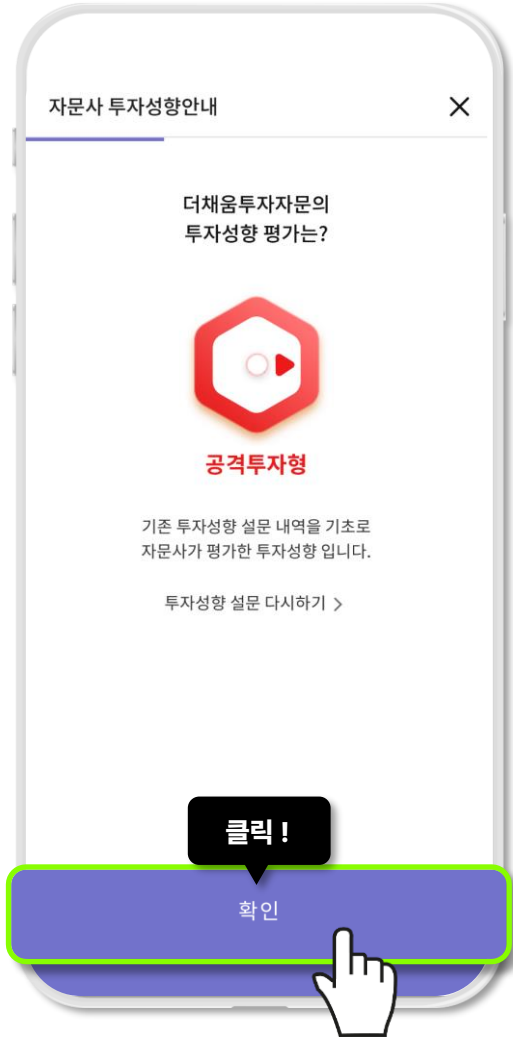 자문사 투자성향안내
더채움투자자문의
투자성향 평가는?
공격투자형
기존 투자성향 설문 내역을 기초로
자문사가 평가한 투자성향 입니다.
투자성향 설문 다시하기 >
클릭 !
확인